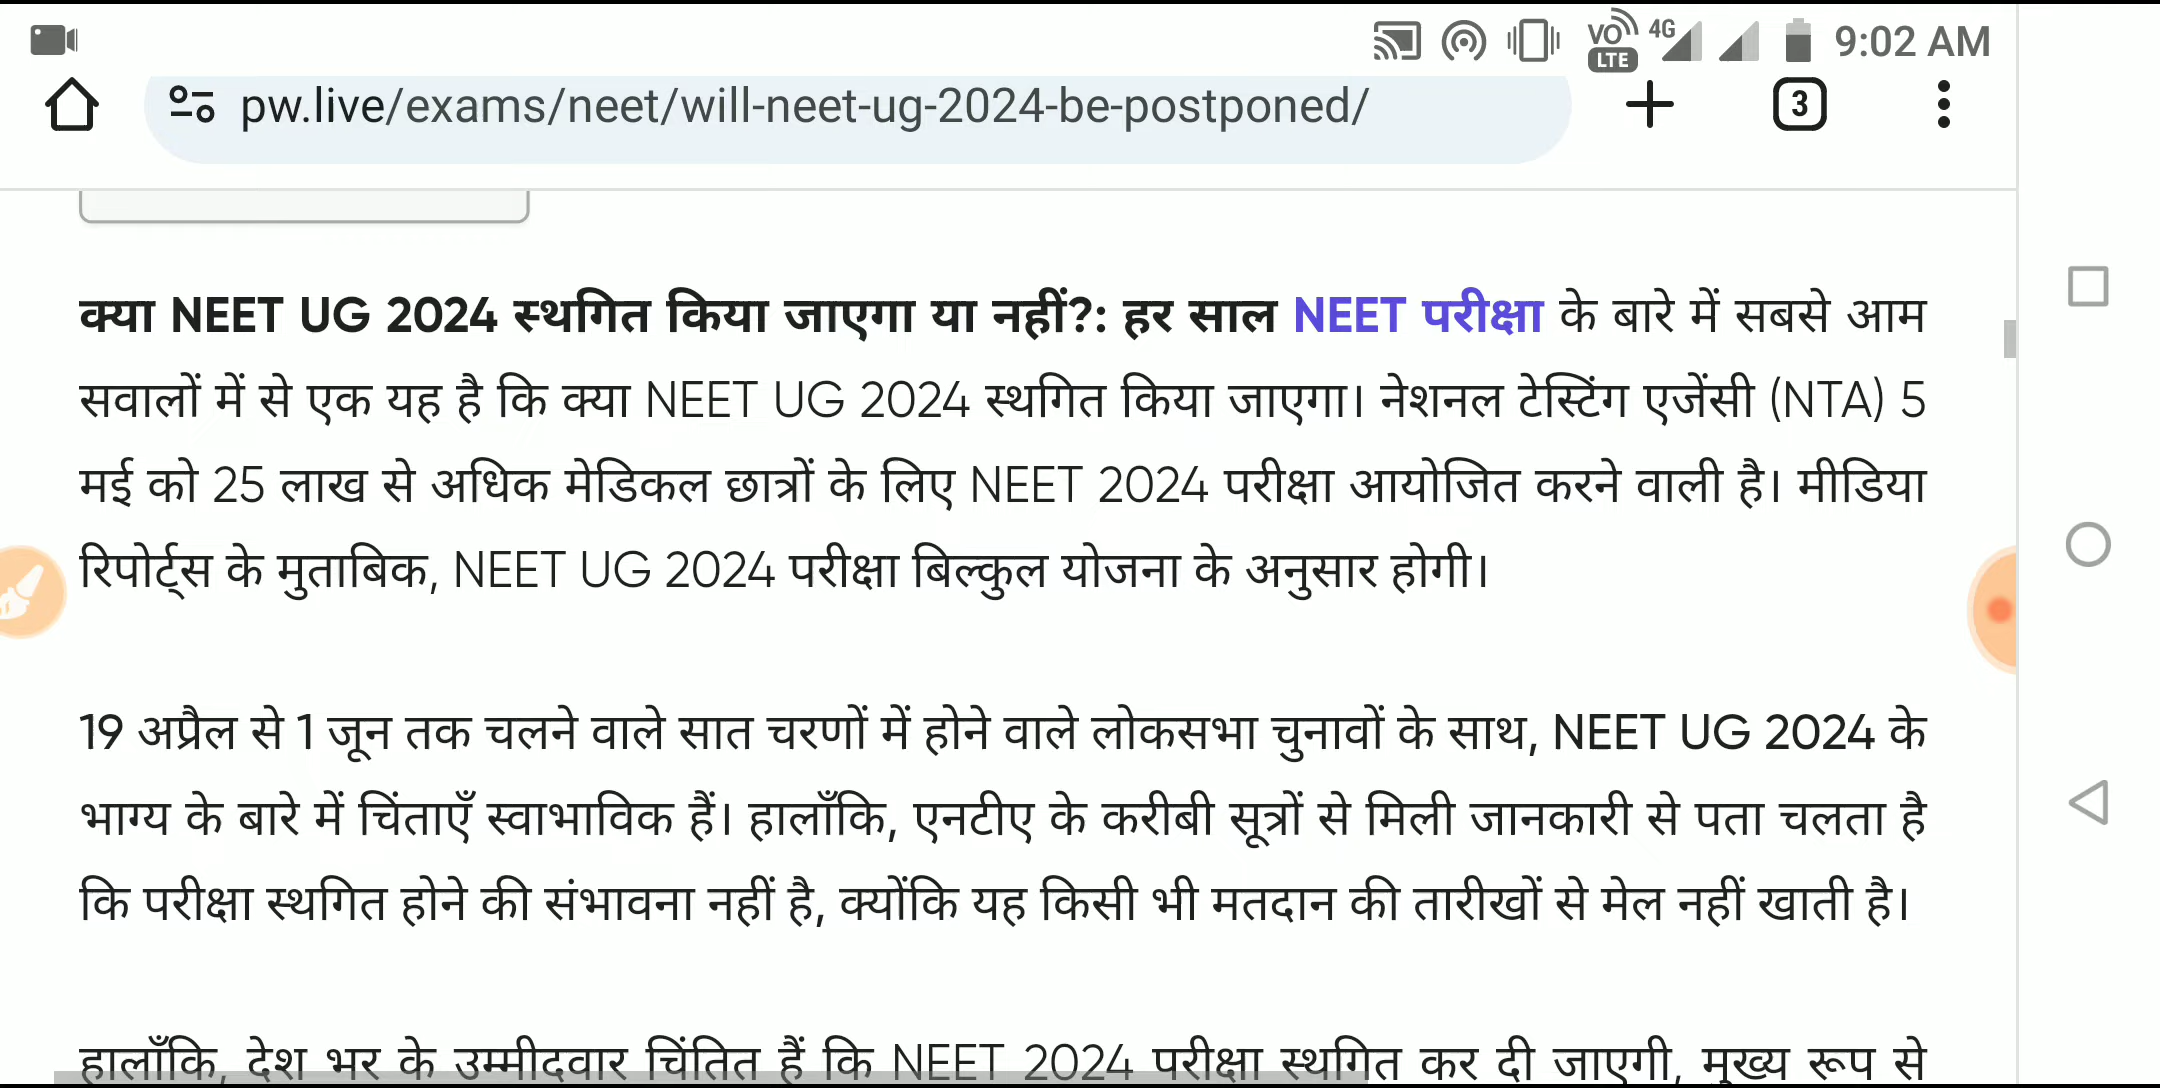 VO LTE 4G 9:02 AM
pw.live/exams/neet/will-neet-ug-2024-be-postponed/ 3
क्या NEET UG 2024 स्थगित किया जाएगा या नहीं?: हर साल NEET परीक्षा के बारे में सबसे आम
सवालों में से एक यह है कि क्या NEET UG 2024 स्थगित किया जाएगा। नेशनल टेस्टिंग एजेंसी (NTA) 5
मई को 25 लाख से अधिक मेडिकल छात्रों के लिए NEET 2024 परीक्षा आयोजित करने वाली है। मीडिया
रिपोर्ट्स के मुताबिक, NEET UG 2024 परीक्षा बिल्कुल योजना के अनुसार होगी।
19 अप्रैल से 1 जून तक चलने वाले सात चरणों में होने वाले लोकसभा चुनावों के साथ, NEET UG 2024 के
भाग्य के बारे में चिंताएँ स्वाभाविक हैं। हालाँकि, एनटीए के करीबी सूत्रों से मिली जानकारी से पता चलता है
कि परीक्षा स्थगित होने की संभावना नहीं है, क्योंकि यह किसी भी मतदान की तारीखों से मेल नहीं खाती है।
हालाँकि, देश भर के उम्मीदवार चिंतित हैं कि NEET 2024 परीक्षा स्थगित कर दी जाएगी, मुख्य रूप से